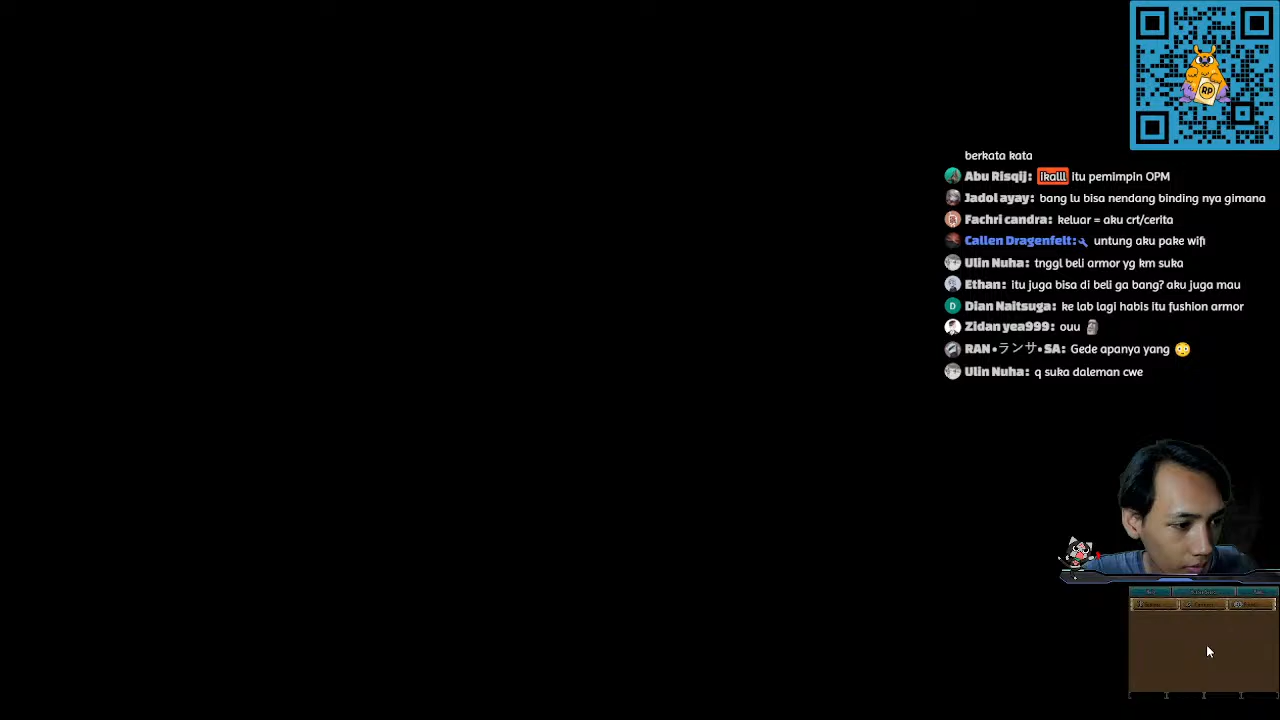 RP
berkata kata
Abu Risqij: Ikalll itu pemimpin OPM
Jadol ayay: bang lu bisa nendang binding nya gimana
Fachri candra: keluar = aku crt/cerita
Callen Dragenfelt: untung aku pake wifi
Ulin Nuha: tnggl beli armor yg km suka
Ethan: itu juga bisa di beli ga bang? aku juga mau
D Dian Naitsuga: ke lab lagi habis itu fushion armor
Zidan yea999: ouu 🗿
RAN•ランサ•SA: Gede apanya yang 😳
Ulin Nuha: q suka daleman cwe